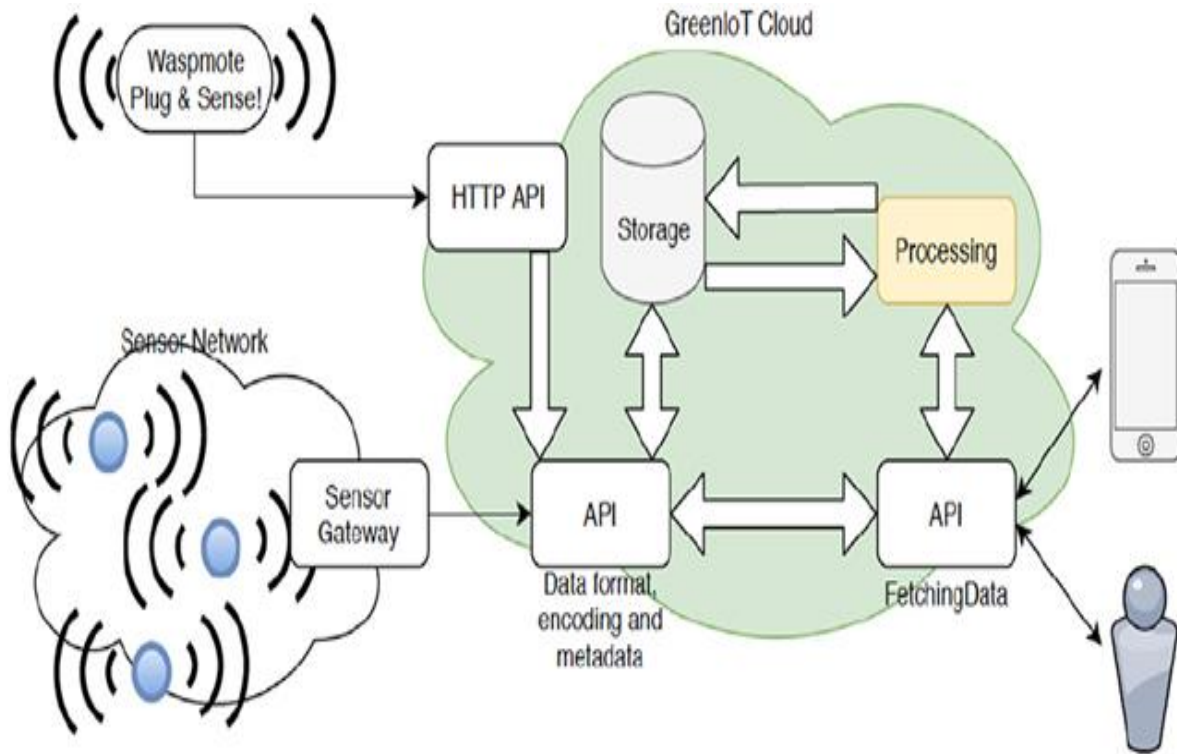 GreenIoT Cloud
Waspmote
Plug & Sense!
HTTP API
Storage
Processing
Sensor Network
Sensor
Gateway
API
API
Data format,
encoding and
metadata
FetchingData